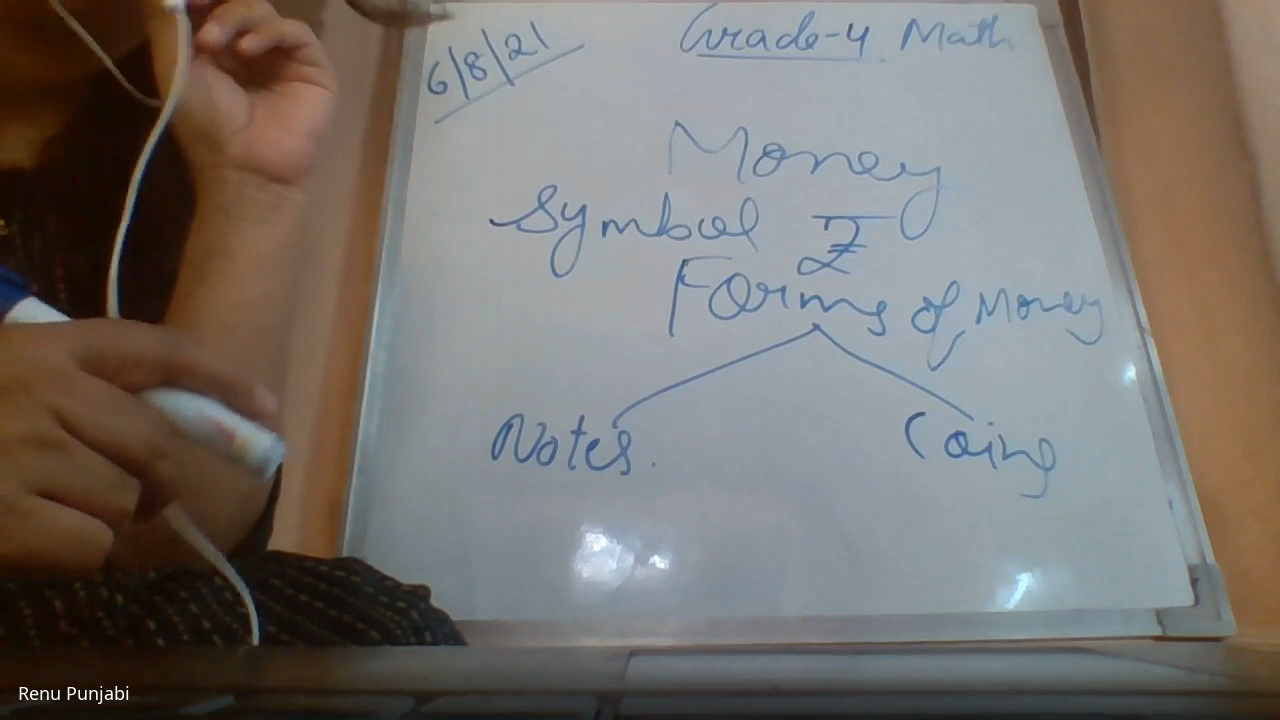 6/8/21
Grade-4 Math
Money
Symbol ₹
Forms of Money
Notes.
Coins
Renu Punjabi